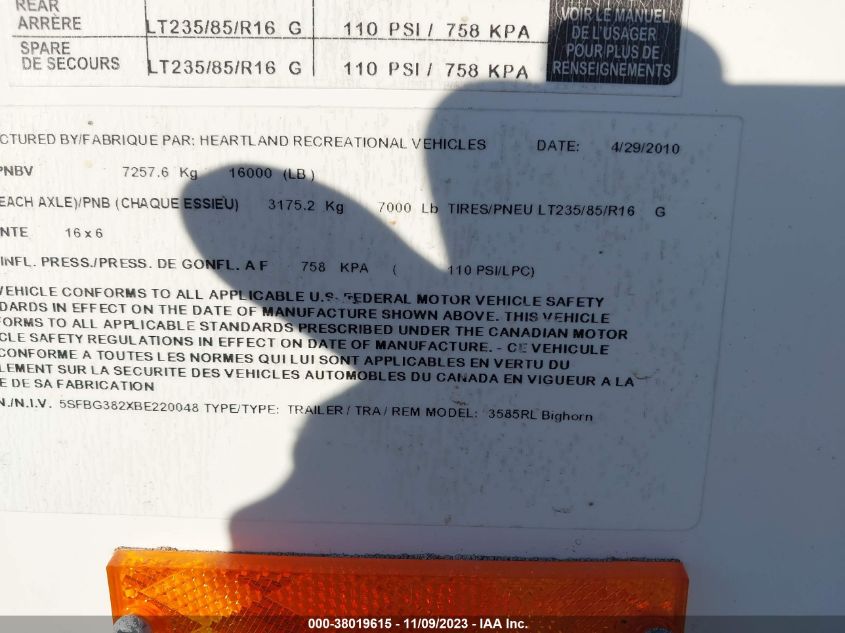 REAR
ARRÈRE LT235/85/R16 G 110 PSI / 758 KPA
SPARE
DE SECOURS LT235/85/R16 G 110 PSI / 758 KPA
VOIR LE MANUEL
DE L'USAGER
POUR PLUS DE
RENSEIGNEMENTS
CTURED BY/FABRIQUE PAR: HEARTLAND RECREATIONAL VEHICLES DATE: 4/29/2010
PNBV 7257.6 Kg 16000 (LB)
EACH AXLE)/PNB (CHAQUE ESSIEU) 3175.2 Kg 7000 Lb TIRES/PNEU LT235/85/R16 G
NTE 16 x 6
INFL. PRESS./PRESS. DE GONFL. A F 758 KPA ( 110 PSI/LPC)
VEHICLE CONFORMS TO ALL APPLICABLE U.S. FEDERAL MOTOR VEHICLE SAFETY
DARDS IN EFFECT ON THE DATE OF MANUFACTURE SHOWN ABOVE. THIS VEHICLE
FORMS TO ALL APPLICABLE STANDARDS PRESCRIBED UNDER THE CANADIAN MOTOR
CLE SAFETY REGULATIONS IN EFFECT ON DATE OF MANUFACTURE. - CE VEHICULE
CONFORME A TOUTES LES NORMES QUI LUI SONT APPLICABLES EN VERTU DU
LEMENT SUR LA SECURITE DES VEHICLES AUTOMOBILES DU CANADA EN VIGUEUR A LA
E DE SA FABRICATION
N./N.I.V. 5SFBG382XBE220048 TYPE/TYPE: TRAILER / TRA / REM MODEL: 3585RL Bighorn
000-38019615 - 11/09/2023 - IAA Inc.